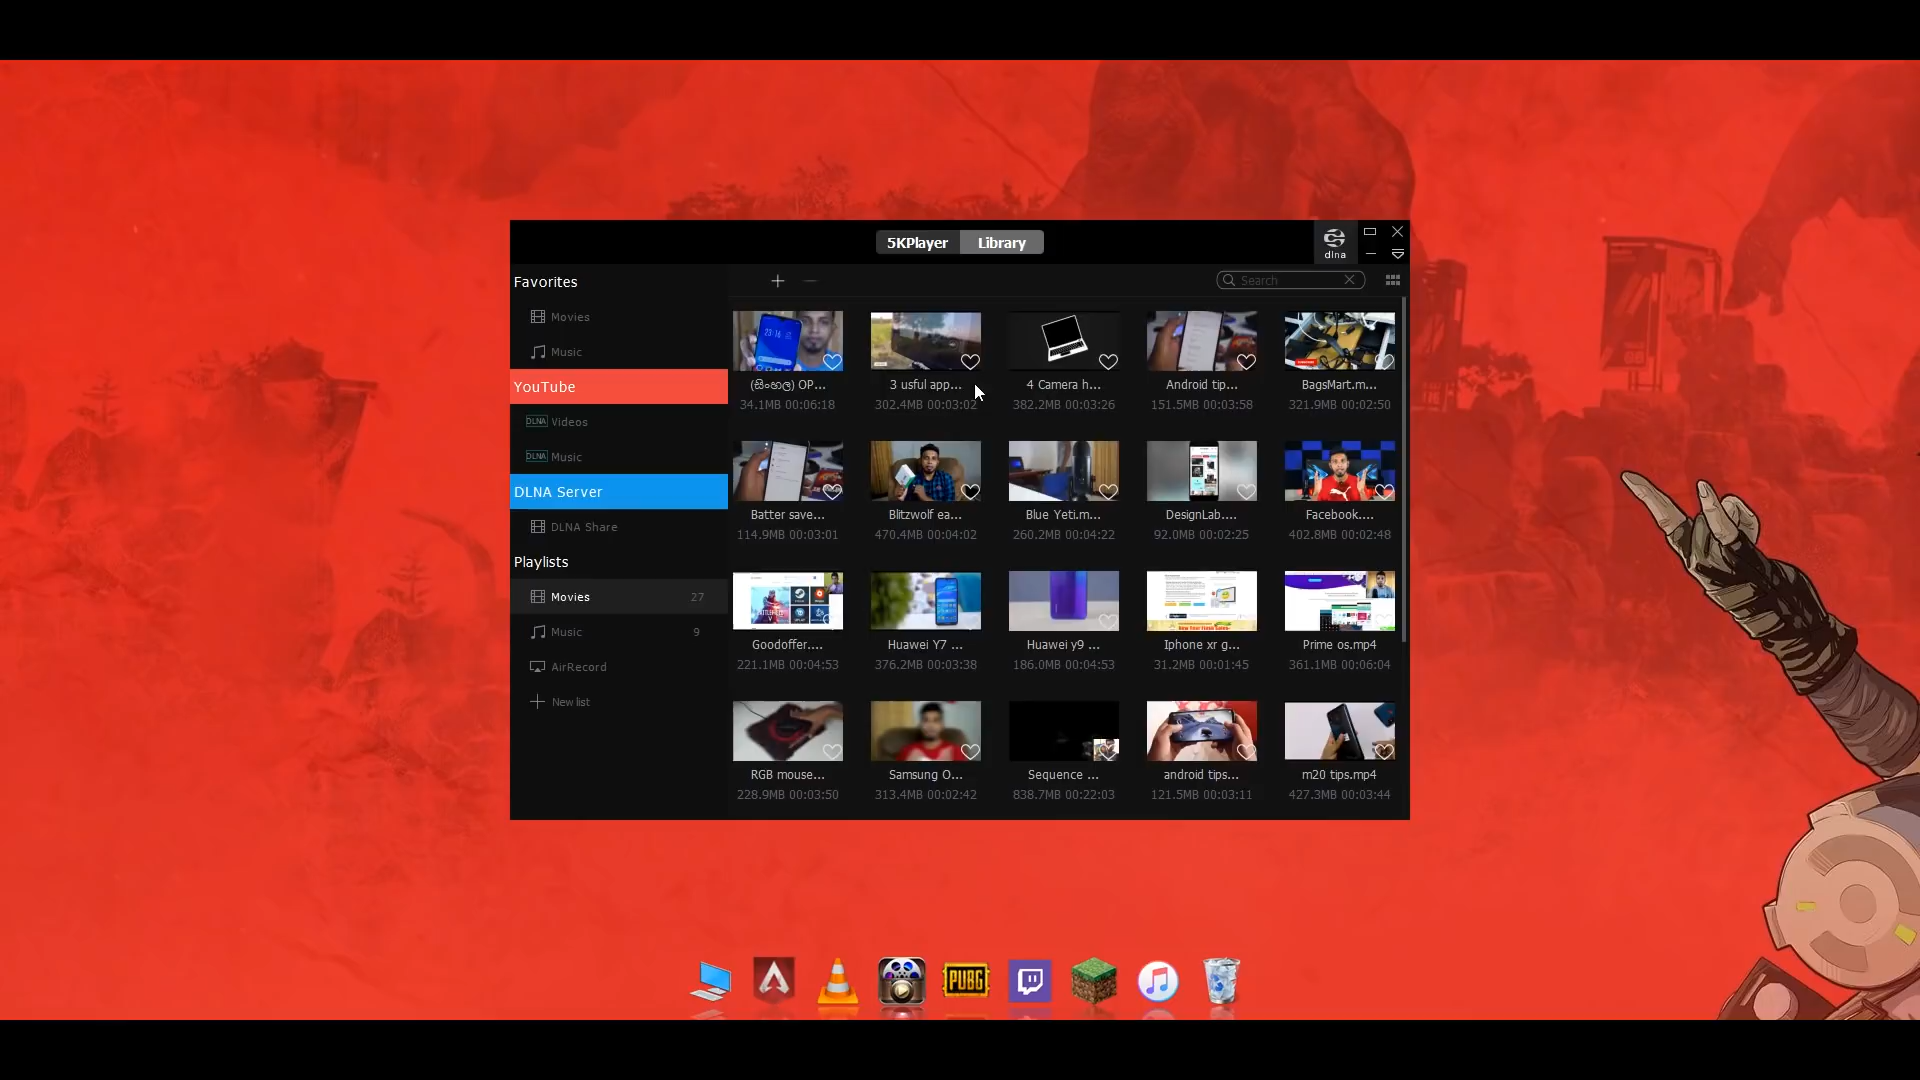 5KPlayer
Library
dlna
Favorites
Search
Movies
Music
YouTube
DLNA Videos
DLNA Music
DLNA Server
DLNA Share
Playlists
Movies 27
Music 9
AirRecord
New list
(සිංහල) OP... 3 usful app... 4 Camera h... Android tip... BagsMart.m...
34.1MB 00:06:18 302.4MB 00:03:02 382.2MB 00:03:26 151.5MB 00:03:58 321.9MB 00:02:50
Batter save... Blitzwolf ea... Blue Yeti.m... DesignLab.... Facebook....
114.9MB 00:03:01 470.4MB 00:04:02 260.2MB 00:04:22 92.0MB 00:02:25 402.8MB 00:02:48
Goodoffer.... Huawei Y7 ... Huawei y9 ... Iphone xr g... Prime os.mp4
221.1MB 00:04:53 376.2MB 00:03:38 186.0MB 00:04:53 31.2MB 00:01:45 361.1MB 00:06:04
RGB mouse... Samsung O... Sequence ... android tips... m20 tips.mp4
228.9MB 00:03:50 313.4MB 00:02:42 838.7MB 00:22:03 121.5MB 00:03:11 427.3MB 00:03:44
PUBG